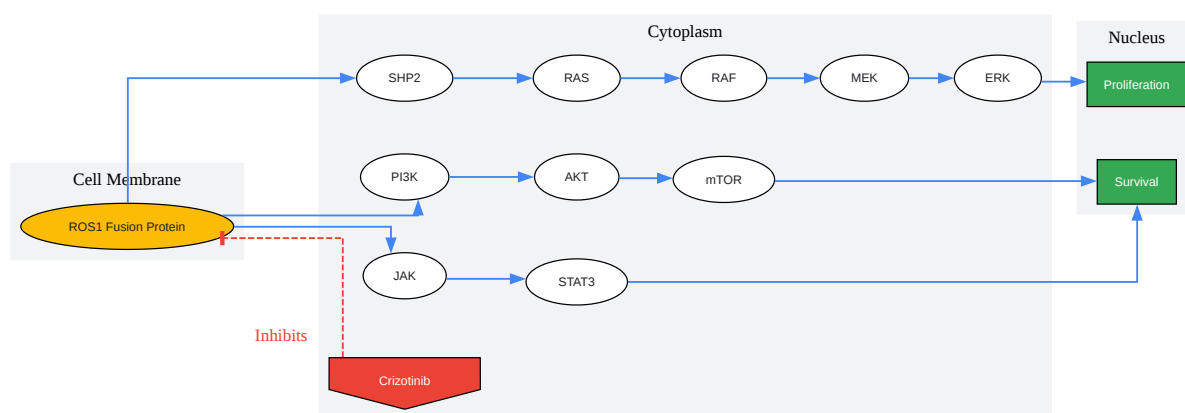 Cytoplasm
Nucleus
SHP2
RAS
RAF
MEK
ERK
Proliferation
Cell Membrane
PI3K
AKT
mTOR
Survival
ROS1 Fusion Protein
JAK
STAT3
Inhibits
Crizotinib